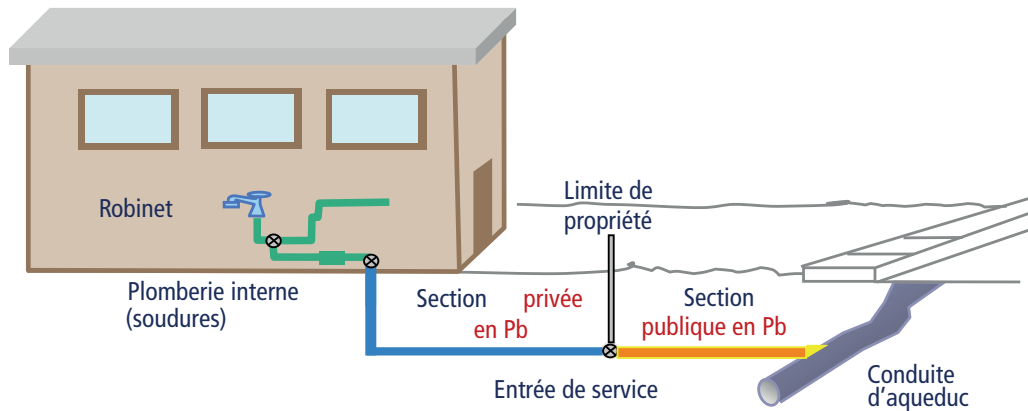 Robinet
Limite de
propriété
Plomberie interne
(soudures)
Section privée
en Pb
Section
publique en Pb
Entrée de service
Conduite
d'aqueduc